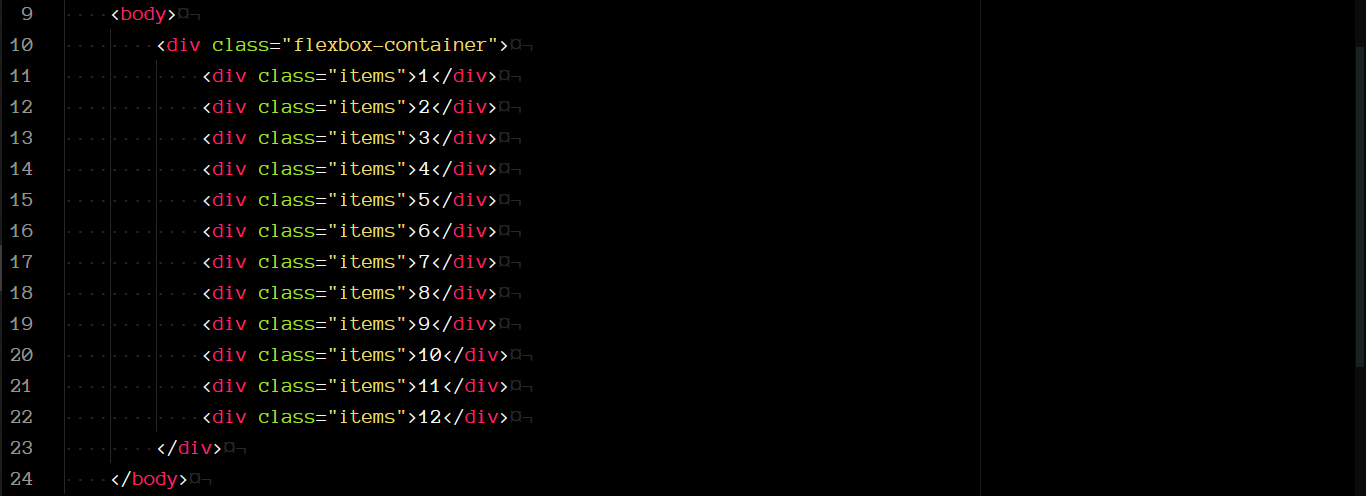 9 <body>
10 <div class="flexbox-container">
11 <div class="items">1</div>
12 <div class="items">2</div>
13 <div class="items">3</div>
14 <div class="items">4</div>
15 <div class="items">5</div>
16 <div class="items">6</div>
17 <div class="items">7</div>
18 <div class="items">8</div>
19 <div class="items">9</div>
20 <div class="items">10</div>
21 <div class="items">11</div>
22 <div class="items">12</div>
23 </div>
24 </body>